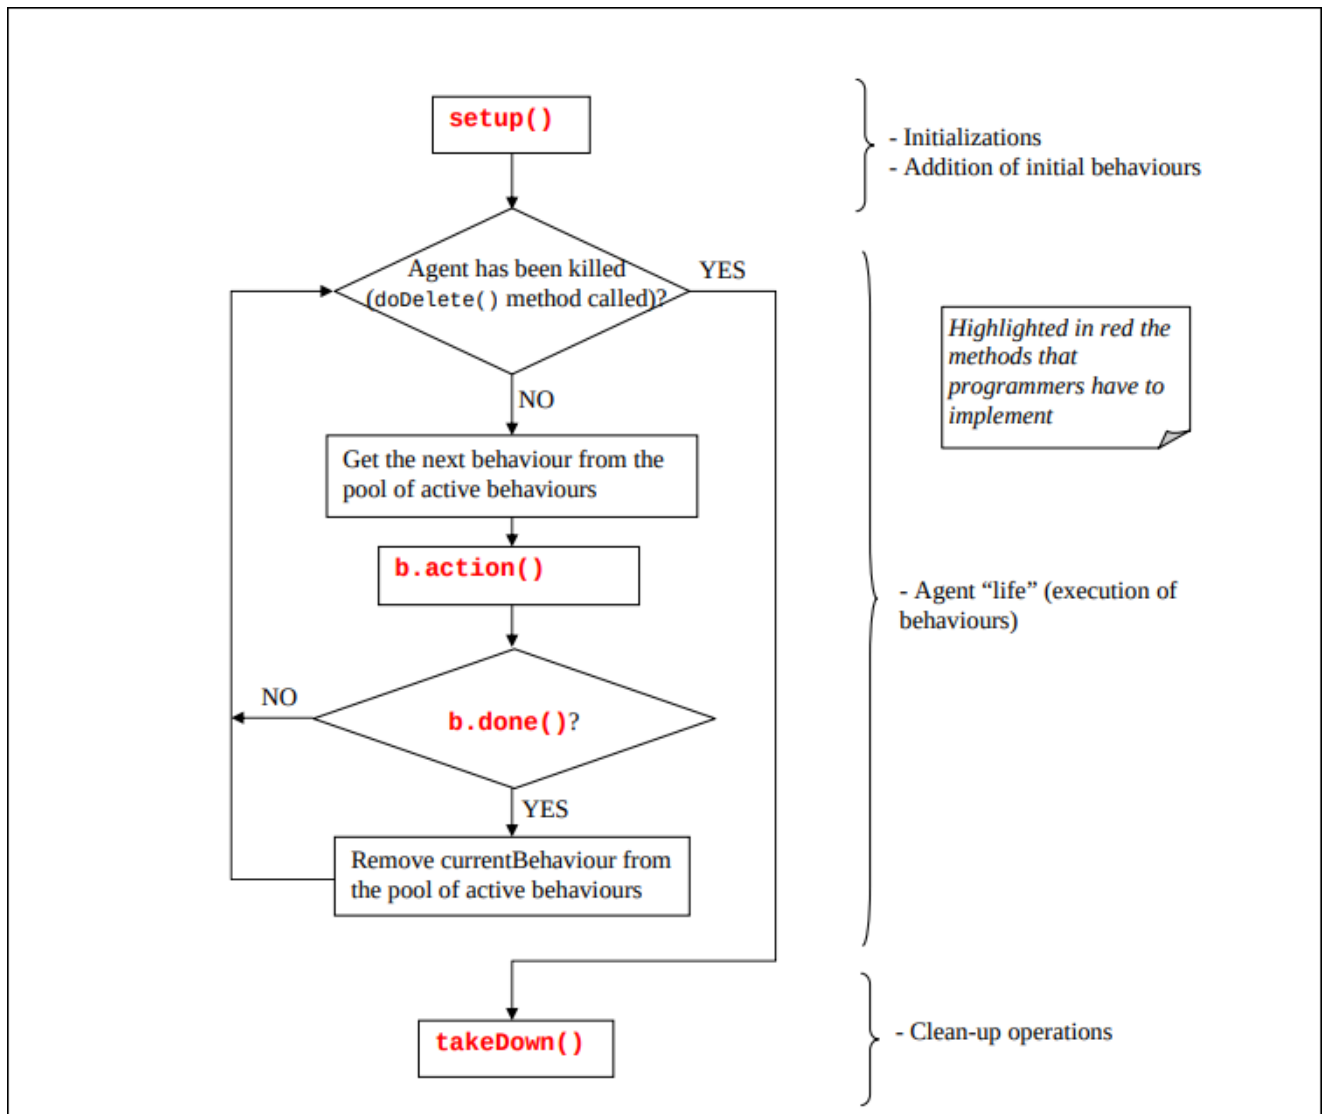 setup()
- Initializations
- Addition of initial behaviours
Agent has been killed
(doDelete() method called)?
YES
Highlighted in red the
methods that
programmers have to
implement
NO
Get the next behaviour from the
pool of active behaviours
b.action()
- Agent “life” (execution of
behaviours)
NO
b.done()?
YES
Remove currentBehaviour from
the pool of active behaviours
takeDown()
- Clean-up operations